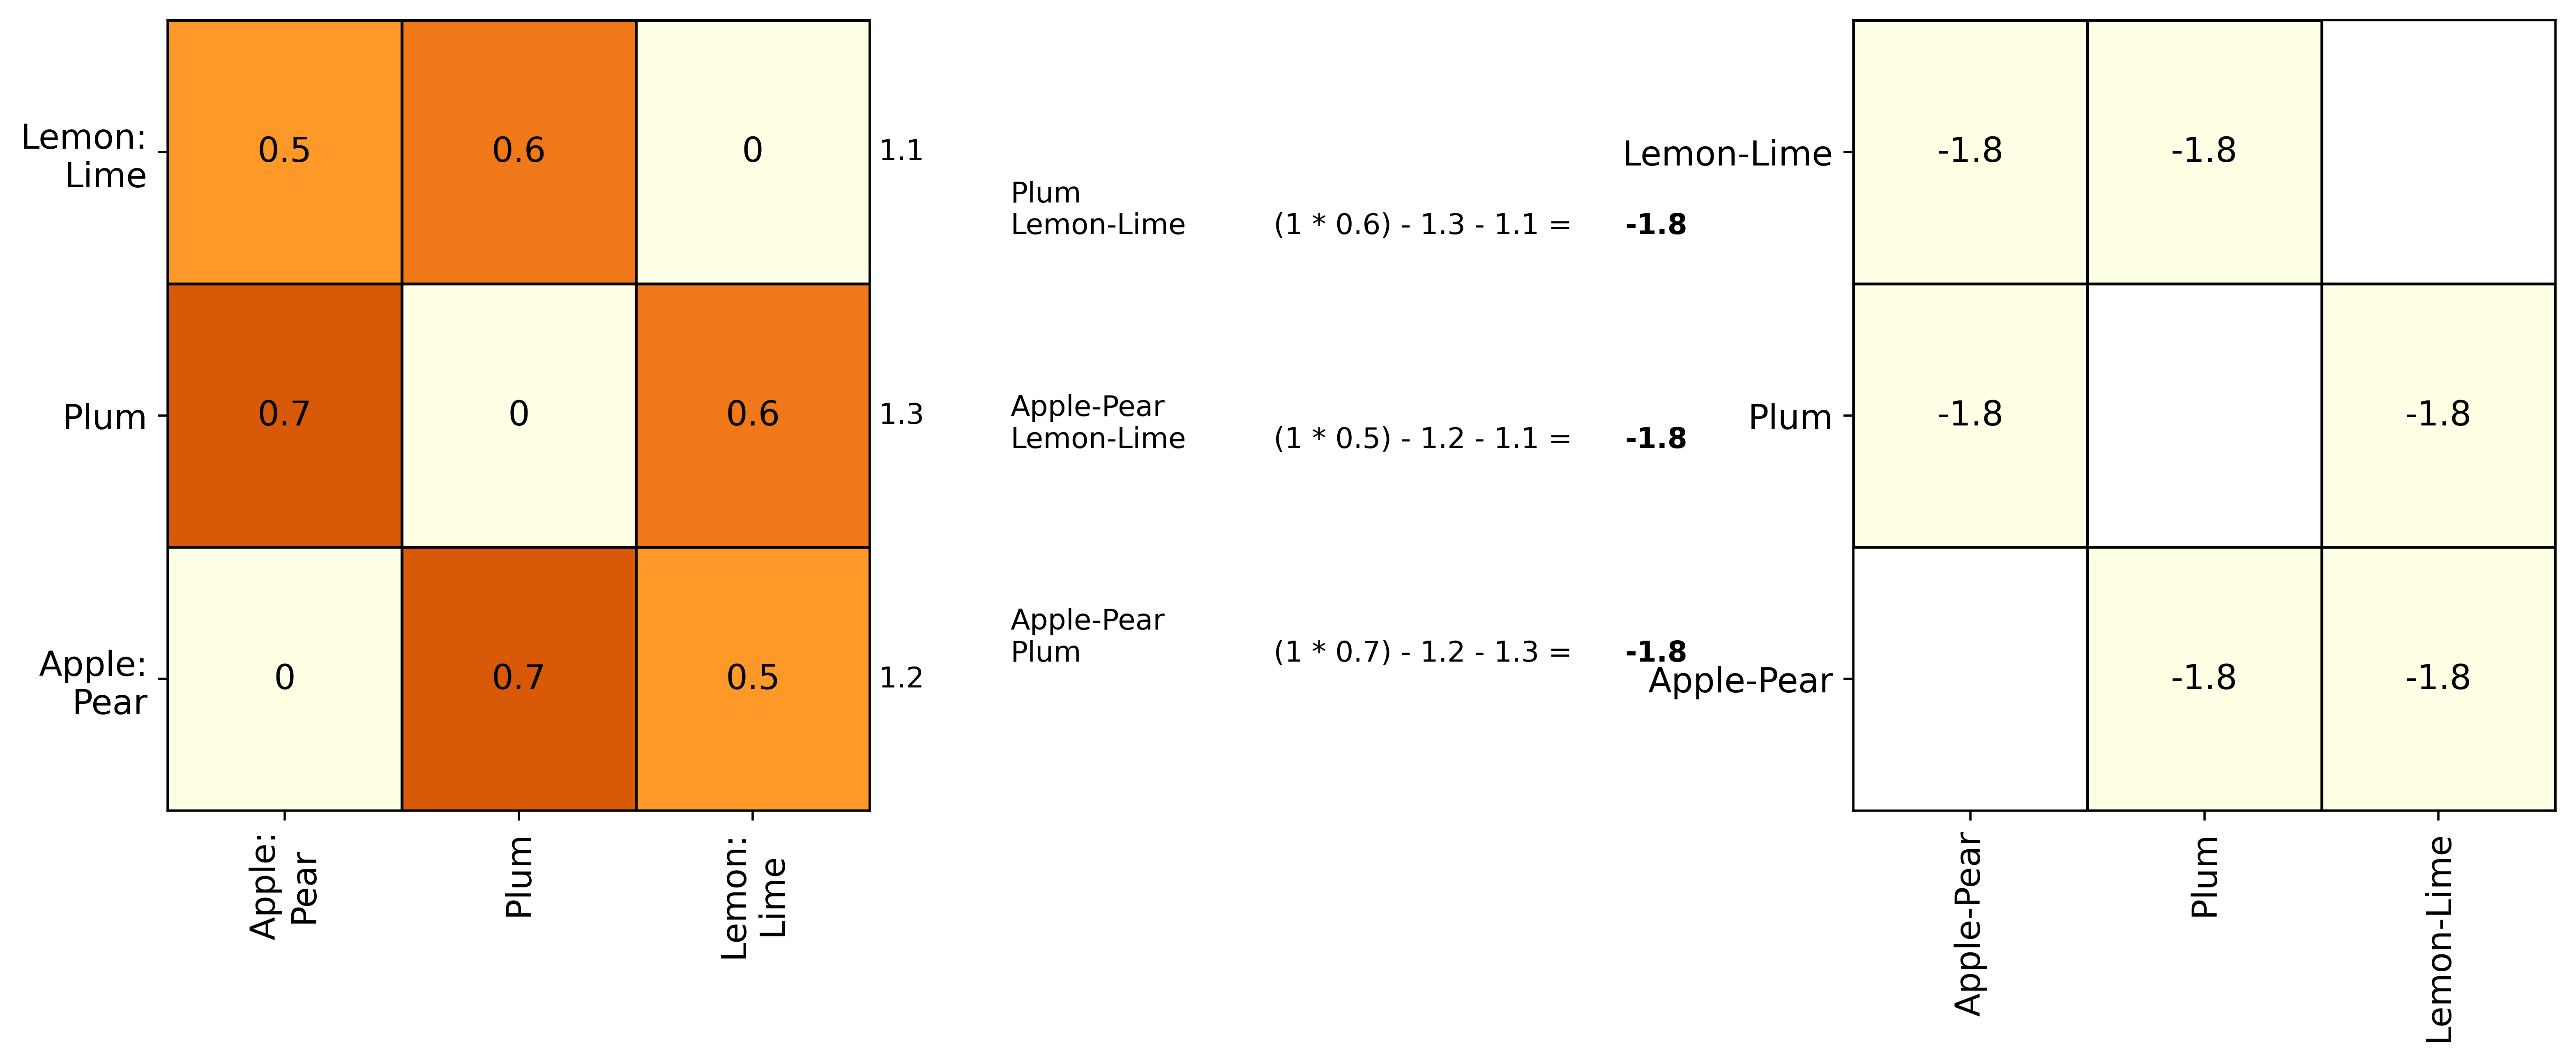 Lemon:
Lime
0.5 0.6 0 1.1
Plum
0.7 0 0.6 1.3
Apple:
Pear
0 0.7 0.5 1.2
Apple:
Pear
Plum
Lemon:
Lime
Plum
Lemon-Lime (1 * 0.6) - 1.3 - 1.1 = -1.8
Apple-Pear
Lemon-Lime (1 * 0.5) - 1.2 - 1.1 = -1.8
Apple-Pear
Plum (1 * 0.7) - 1.2 - 1.3 = -1.8
Lemon-Lime -1.8 -1.8
Plum -1.8 -1.8
Apple-Pear -1.8 -1.8
Apple-Pear
Plum
Lemon-Lime